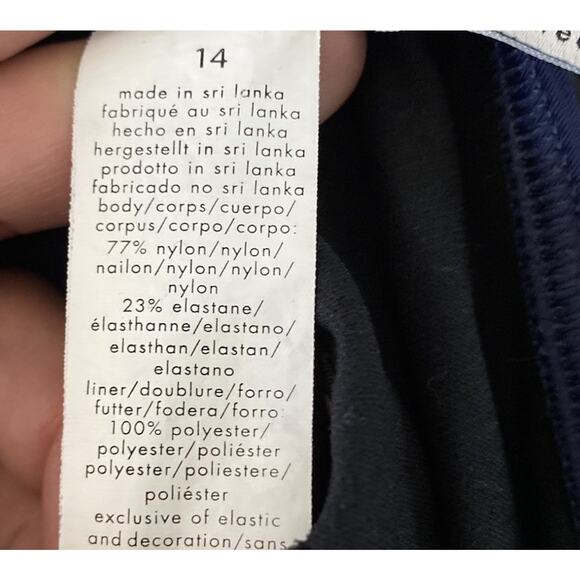 14
made in sri lanka
fabriqué au sri lanka
hecho en sri lanka
hergestellt in sri lanka
prodotto in sri lanka
fabricado no sri lanka
body/corps/cuerpo/
corpus/corpo/corpo:
77% nylon/nylon/
nailon/nylon/nylon/
nylon
23% elastane/
élasthanne/elastano/
elasthan/elastan/
elastano
liner/doublure/forro/
futter/fodera/forro:
100% polyester/
polyester/poliéster
polyester/poliestere/
poliéster
exclusive of elastic
and decoration/sans